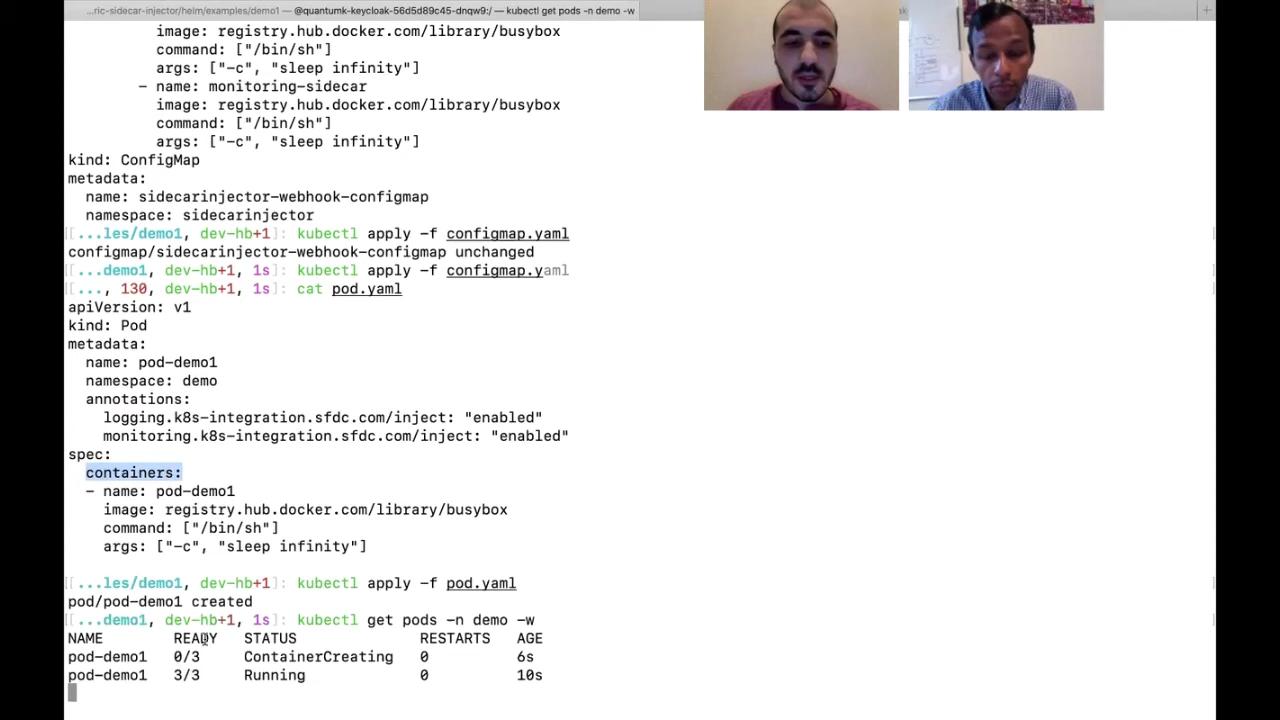 ...ric-sidecar-injector/helm/examples/demo1 — @quantumk-keycloak-56d5d89c45-dnqw9:/ — kubectl get pods -n demo -w
image: registry.hub.docker.com/library/busybox
command: ["/bin/sh"]
args: ["-c", "sleep infinity"]
- name: monitoring-sidecar
image: registry.hub.docker.com/library/busybox
command: ["/bin/sh"]
args: ["-c", "sleep infinity"]
kind: ConfigMap
metadata:
name: sidecarinjector-webhook-configmap
namespace: sidecarinjector
[...les/demo1, dev-hb+1]: kubectl apply -f configmap.yaml
configmap/sidecarinjector-webhook-configmap unchanged
[...demo1, dev-hb+1, 1s]: kubectl apply -f configmap.yaml
[..., 130, dev-hb+1, 1s]: cat pod.yaml
apiVersion: v1
kind: Pod
metadata:
name: pod-demo1
namespace: demo
annotations:
logging.k8s-integration.sfdc.com/inject: "enabled"
monitoring.k8s-integration.sfdc.com/inject: "enabled"
spec:
containers:
- name: pod-demo1
image: registry.hub.docker.com/library/busybox
command: ["/bin/sh"]
args: ["-c", "sleep infinity"]
[...les/demo1, dev-hb+1]: kubectl apply -f pod.yaml
pod/pod-demo1 created
[...demo1, dev-hb+1, 1s]: kubectl get pods -n demo -w
NAME READY STATUS RESTARTS AGE
pod-demo1 0/3 ContainerCreating 0 6s
pod-demo1 3/3 Running 0 10s